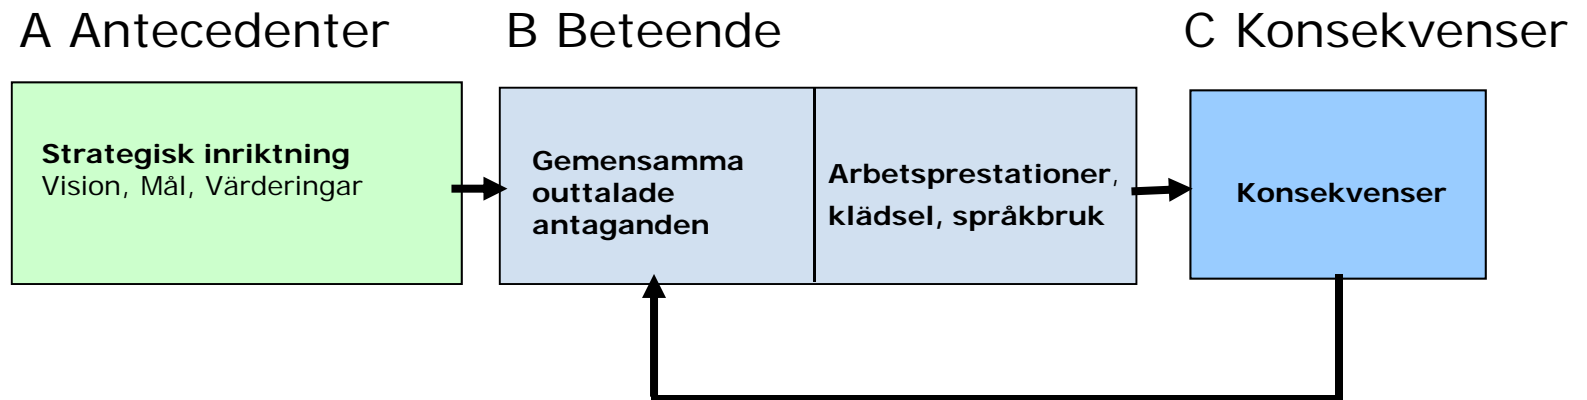 A Antecedenter
B Beteende
C Konsekvenser
Strategisk inriktning
Vision, Mål, Värderingar
Gemensamma
outtalade
antaganden
Arbetsprestationer,
klädsel, språkbruk
Konsekvenser